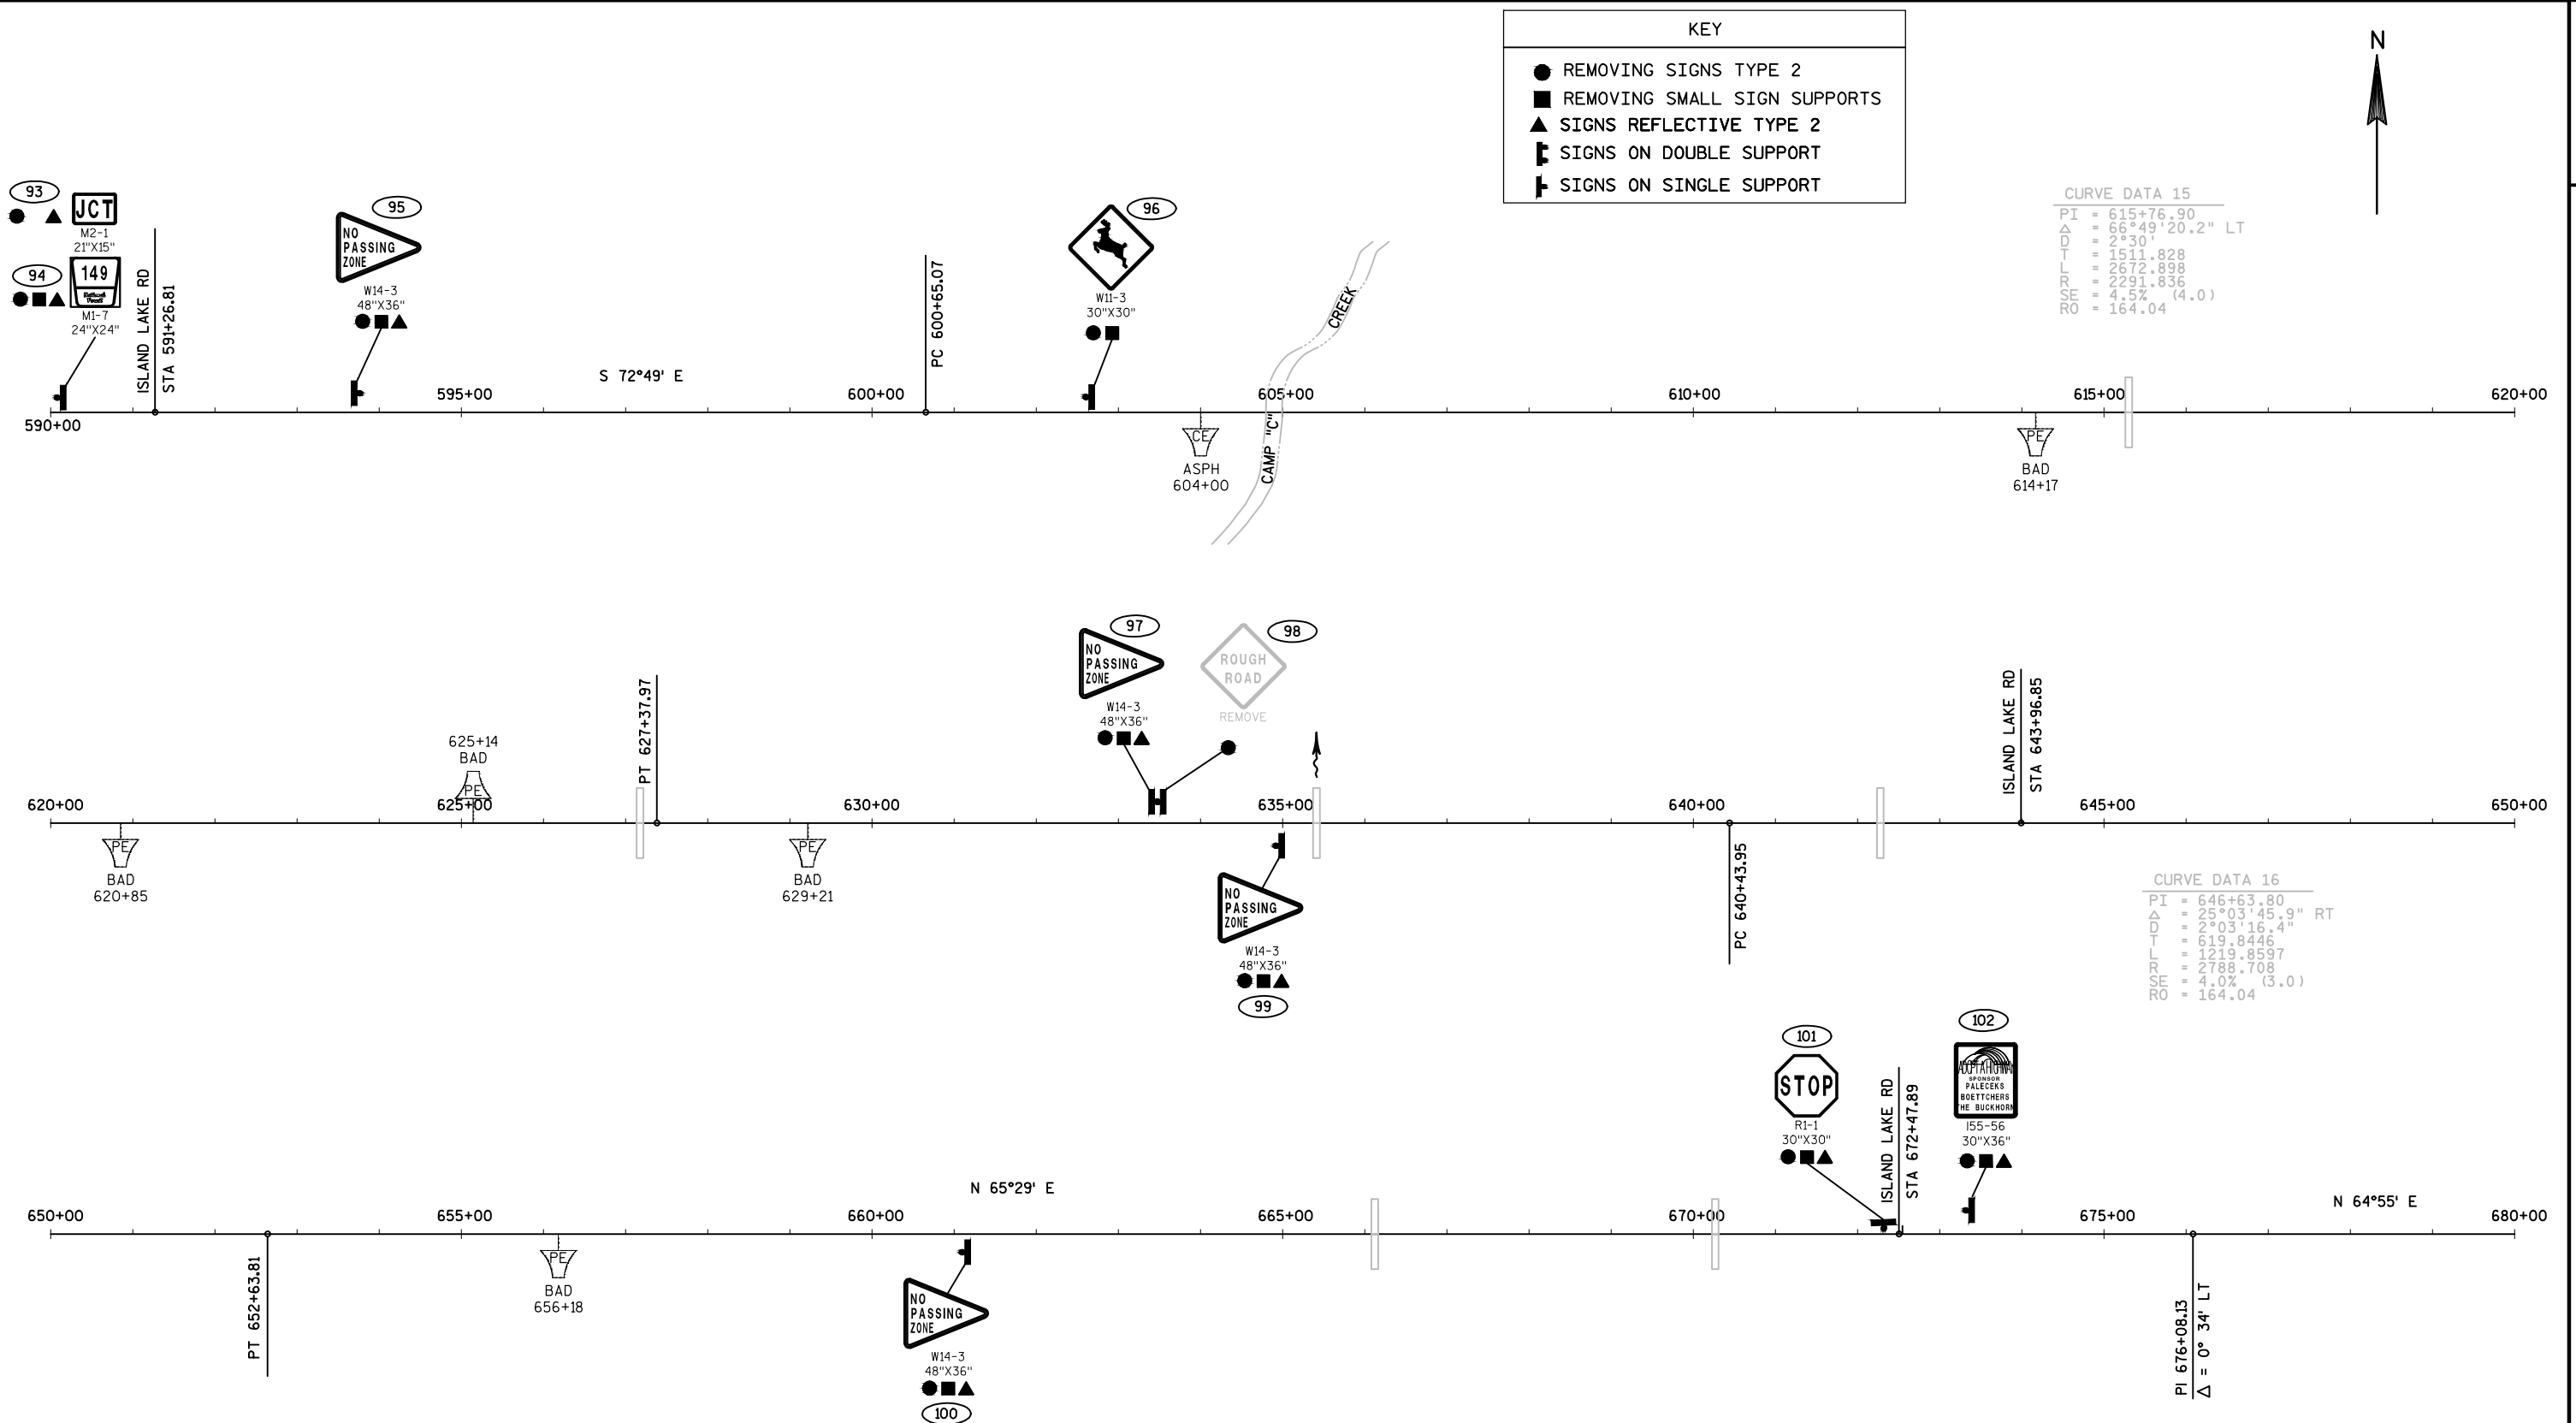 KEY
REMOVING SIGNS TYPE 2
REMOVING SMALL SIGN SUPPORTS
SIGNS REFLECTIVE TYPE 2
SIGNS ON DOUBLE SUPPORT
SIGNS ON SINGLE SUPPORT
N
93
JCT
M2-1
21"X15"
94
149
M1-7
24"X24"
ISLAND LAKE RD
STA 591+26.81
95
NO
PASSING
ZONE
W14-3
48"X36"
S 72°49' E
PC 600+65.07
96
W11-3
30"X30"
CREEK
CAMP "C"
CURVE DATA 15
PI = 615+76.90
Δ = 66°49'20.2" LT
D = 2°30'
T = 1511.828
L = 2672.898
R = 2291.836
SE = 4.5% (4.0)
RO = 164.04
590+00
595+00
600+00
605+00
610+00
615+00
620+00
CE
ASPH
604+00
PE
BAD
614+17
97
NO
PASSING
ZONE
W14-3
48"X36"
98
ROUGH
ROAD
REMOVE
625+14
BAD
PE
PT 627+37.97
ISLAND LAKE RD
STA 643+96.85
620+00
625+00
630+00
635+00
640+00
645+00
650+00
PE
BAD
620+85
PE
BAD
629+21
NO
PASSING
ZONE
W14-3
48"X36"
99
PC 640+43.95
CURVE DATA 16
PI = 646+63.80
Δ = 25°03'45.9" RT
D = 2°03'16.4"
T = 619.8446
L = 1219.8597
R = 2788.708
SE = 4.0% (3.0)
RO = 164.04
101
STOP
R1-1
30"X30"
ISLAND LAKE RD
STA 672+47.89
102
ADOPT A HIGHWAY
SPONSOR
PALECEKS
BOETTCHERS
THE BUCKHORN
I55-56
30"X36"
N 65°29' E
N 64°55' E
650+00
655+00
660+00
665+00
670+00
675+00
680+00
PT 652+63.81
PE
BAD
656+18
NO
PASSING
ZONE
W14-3
48"X36"
100
PI 676+08.13
Δ = 0° 34' LT